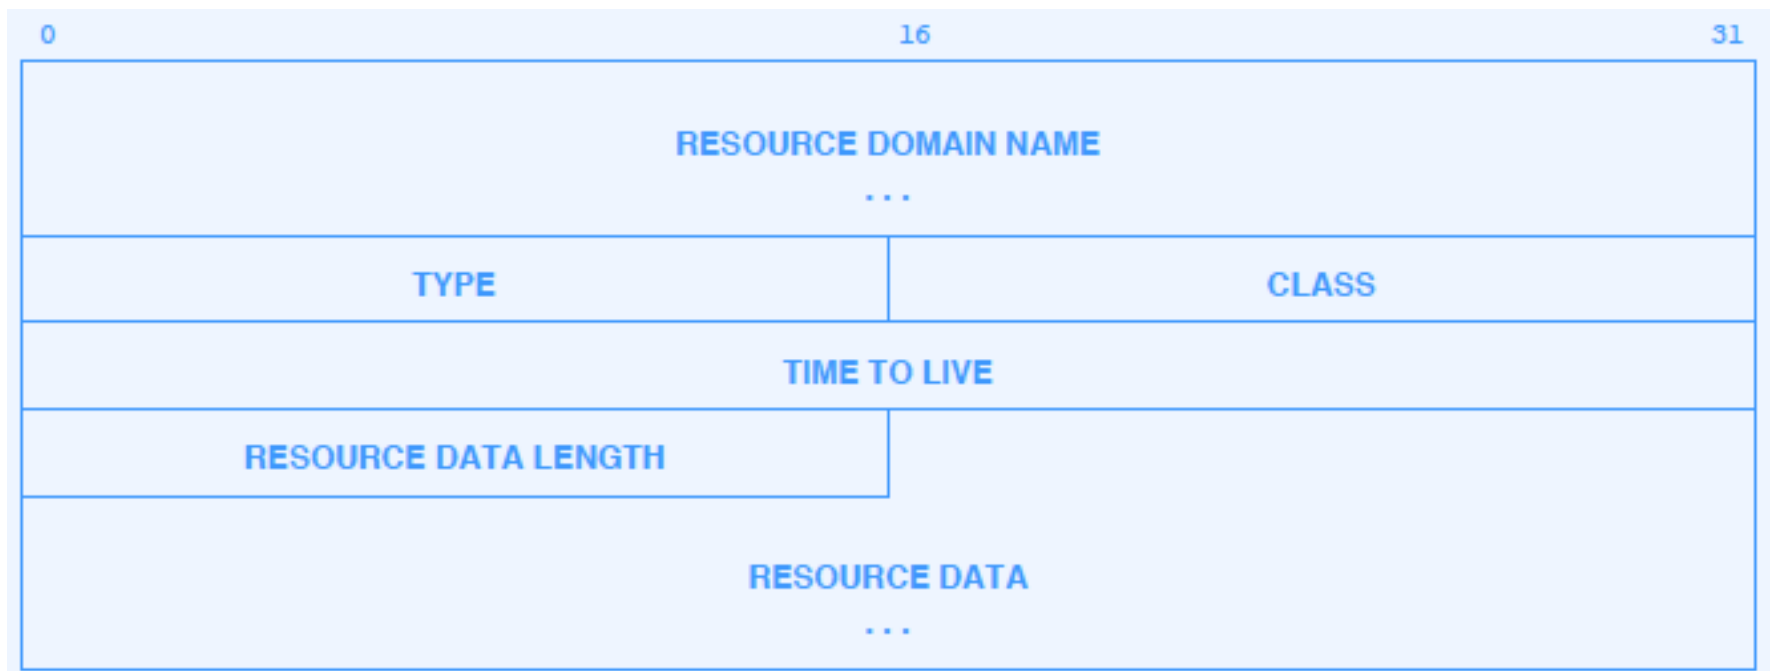 0 16 31
RESOURCE DOMAIN NAME
...
TYPE CLASS
TIME TO LIVE
RESOURCE DATA LENGTH
RESOURCE DATA
...